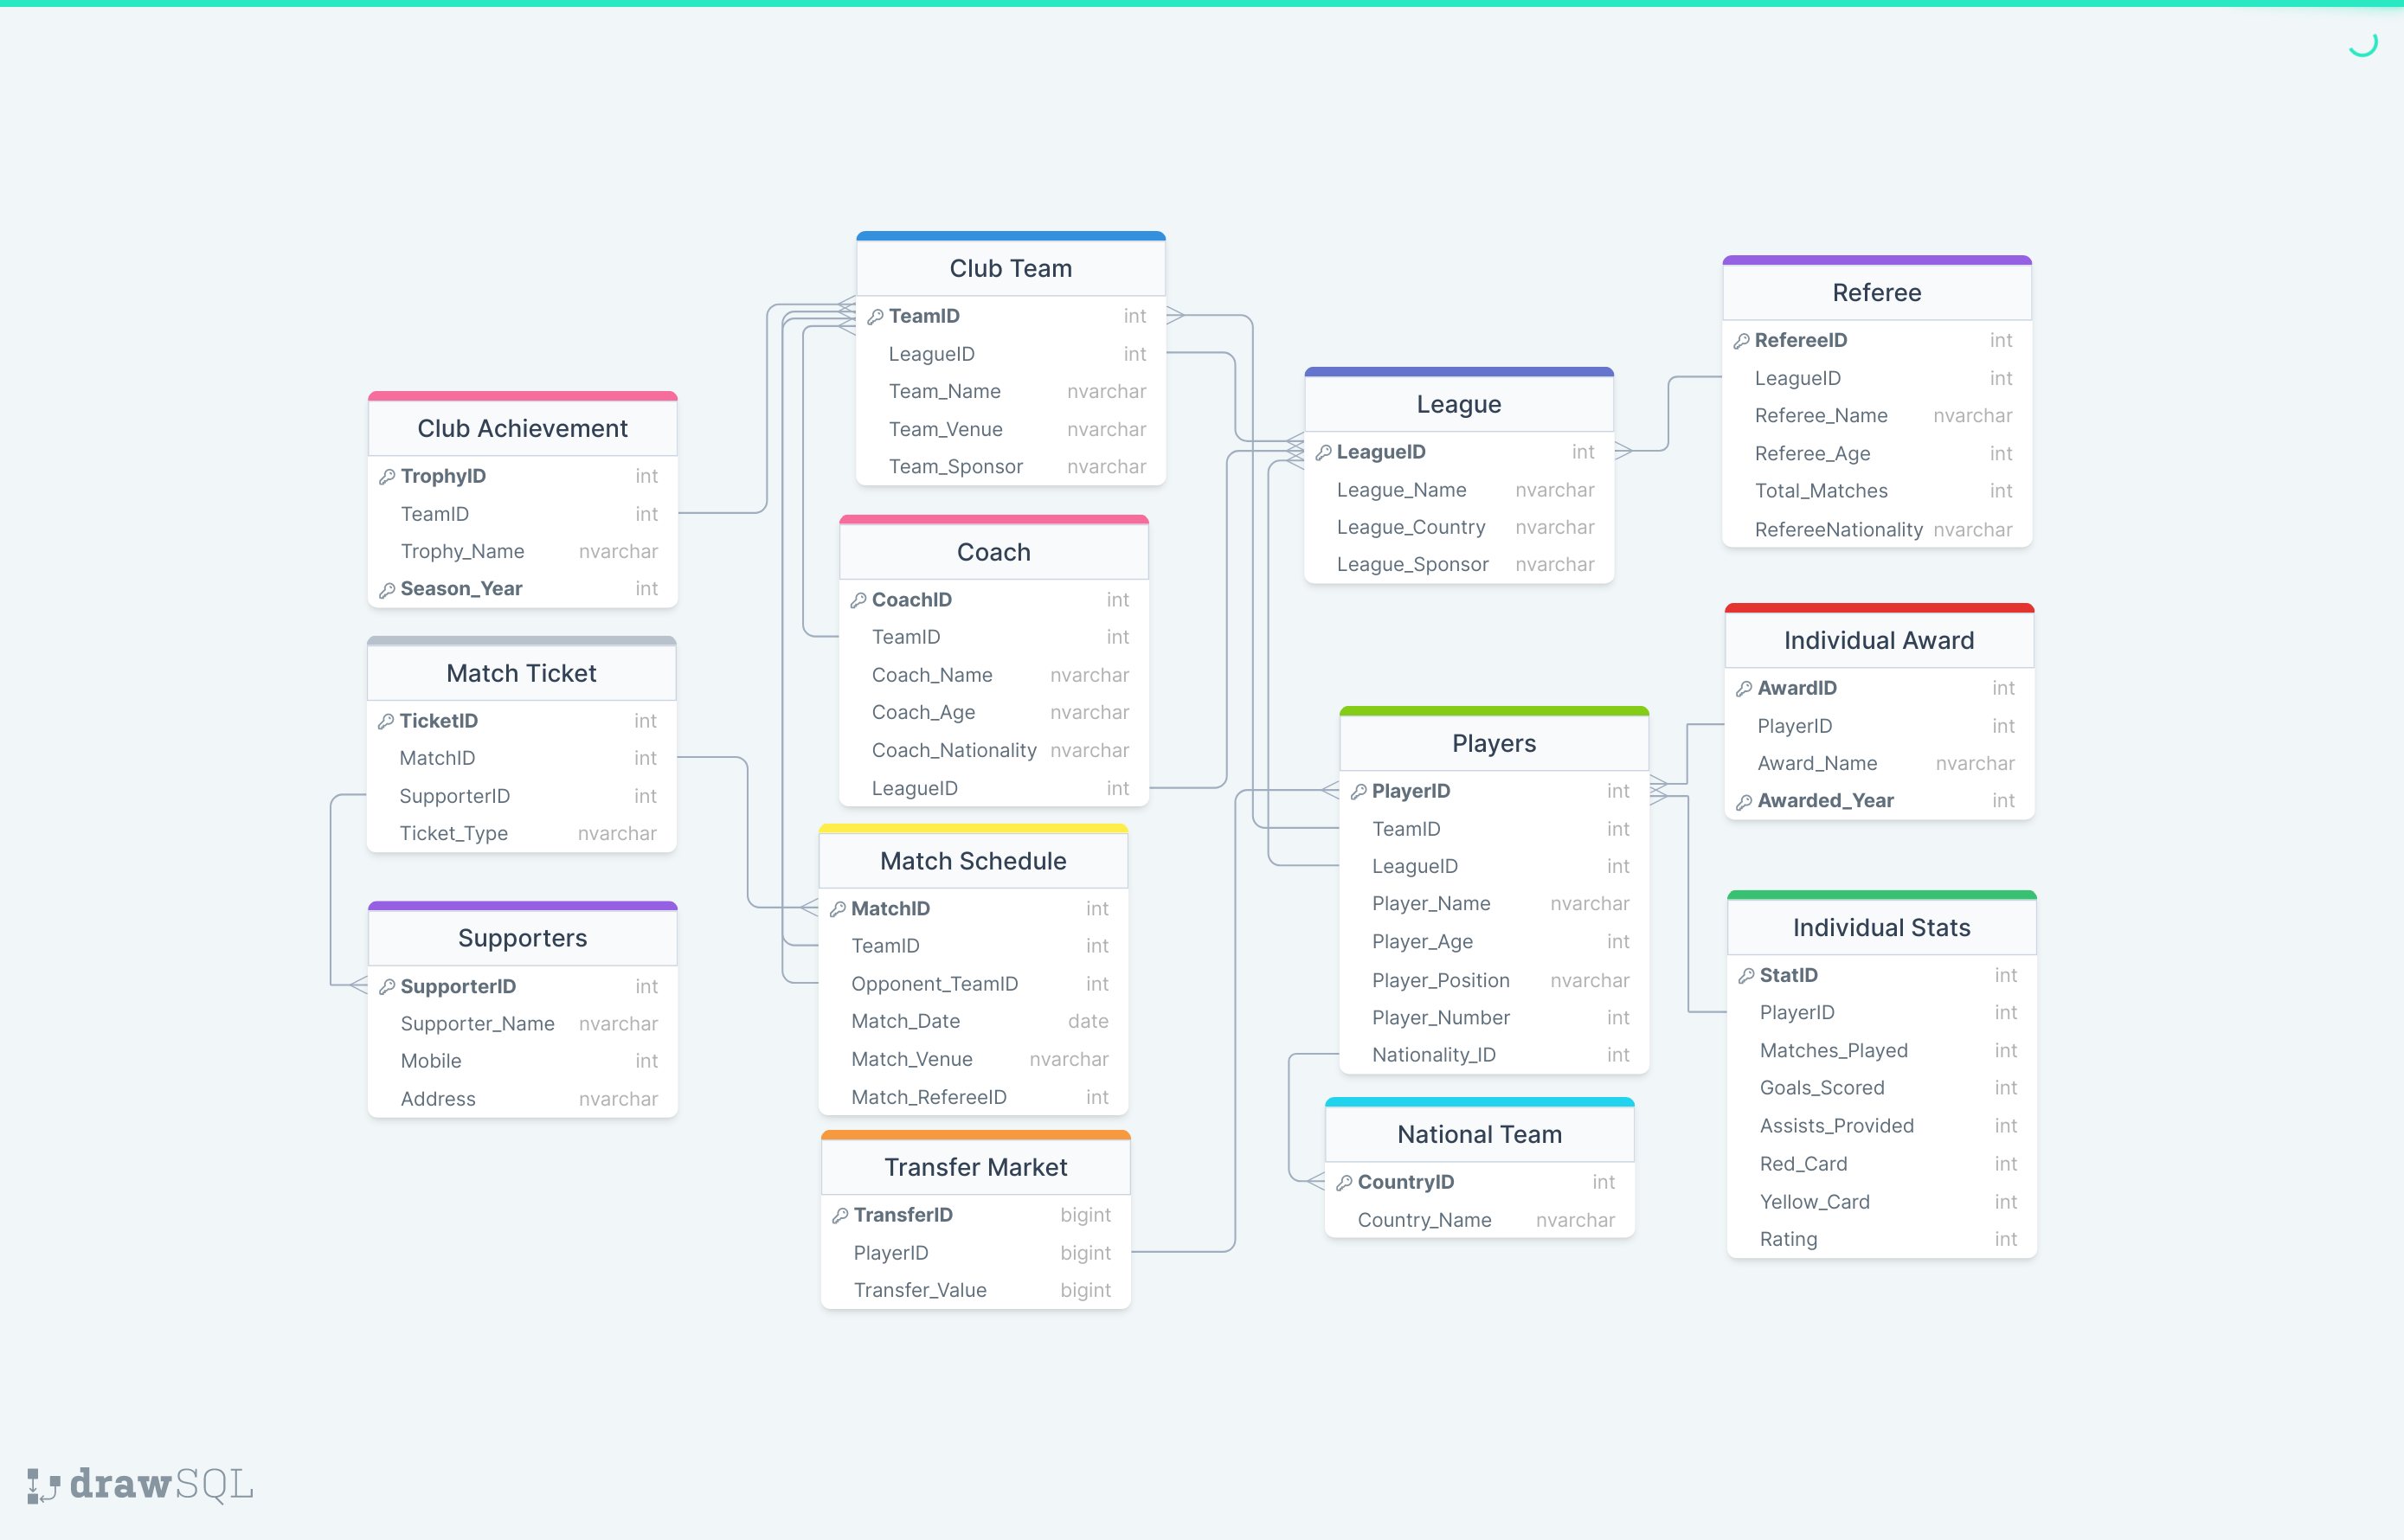 Club Team
TeamID int
LeagueID int
Team_Name nvarchar
Team_Venue nvarchar
Team_Sponsor nvarchar
Referee
RefereeID int
LeagueID int
Referee_Name nvarchar
Referee_Age int
Total_Matches int
RefereeNationality nvarchar
League
LeagueID int
League_Name nvarchar
League_Country nvarchar
League_Sponsor nvarchar
Club Achievement
TrophyID int
TeamID int
Trophy_Name nvarchar
Season_Year int
Coach
CoachID int
TeamID int
Coach_Name nvarchar
Coach_Age nvarchar
Coach_Nationality nvarchar
LeagueID int
Individual Award
AwardID int
PlayerID int
Award_Name nvarchar
Awarded_Year int
Match Ticket
TicketID int
MatchID int
SupporterID int
Ticket_Type nvarchar
Players
PlayerID int
TeamID int
LeagueID int
Player_Name nvarchar
Player_Age int
Player_Position nvarchar
Player_Number int
Nationality_ID int
Match Schedule
MatchID int
TeamID int
Opponent_TeamID int
Match_Date date
Match_Venue nvarchar
Match_RefereeID int
Individual Stats
StatID int
PlayerID int
Matches_Played int
Goals_Scored int
Assists_Provided int
Red_Card int
Yellow_Card int
Rating int
Supporters
SupporterID int
Supporter_Name nvarchar
Mobile int
Address nvarchar
National Team
CountryID int
Country_Name nvarchar
Transfer Market
TransferID bigint
PlayerID bigint
Transfer_Value bigint
drawSQL